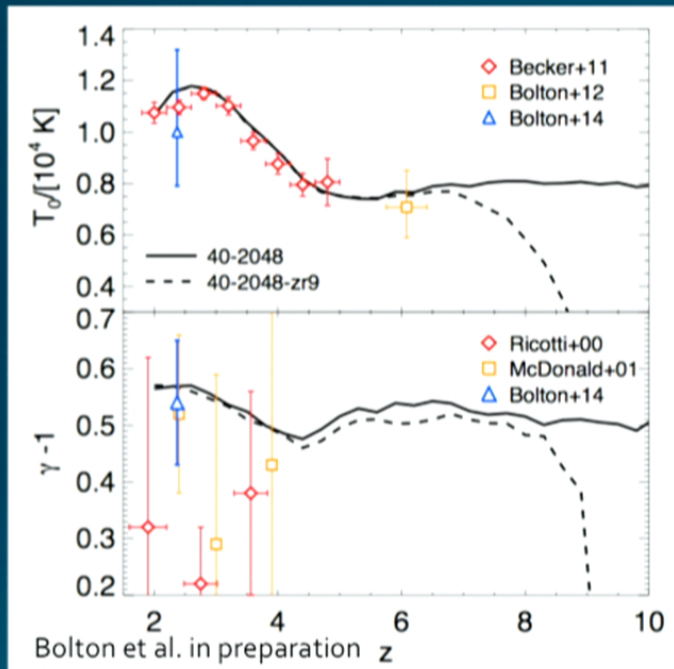 1.4
1.2
1.0
0.8
0.6
0.4
T₀/[10⁴ K]
Becker+11
Bolton+12
Bolton+14
40-2048
40-2048-zr9
0.7
0.6
0.5
0.4
0.3
0.2
γ -1
Ricotti+00
McDonald+01
Bolton+14
2 4 6 8 10
Bolton et al. in preparation z